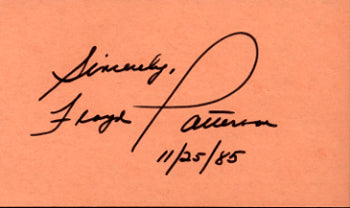 Sincerely,
Floyd Patterson
11/25/85